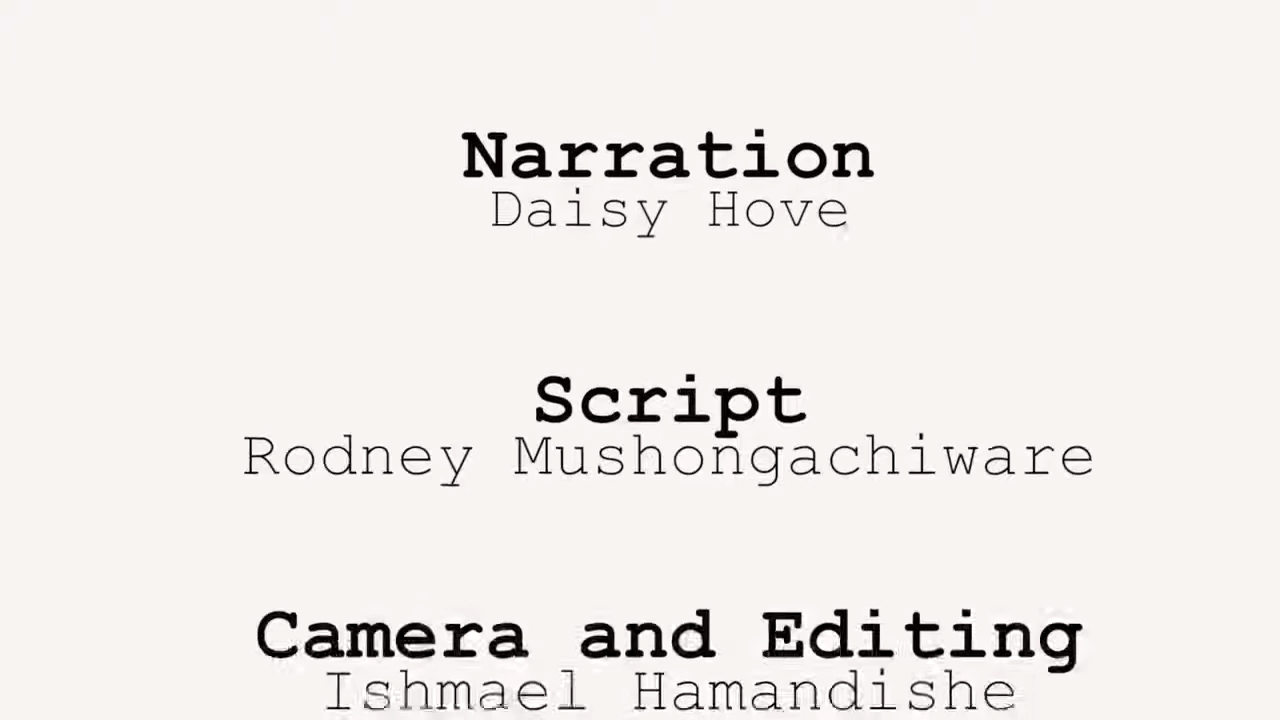 Narration
Daisy Hove
Script
Rodney Mushongachiware
Camera and Editing
Ishmael Hamandishe